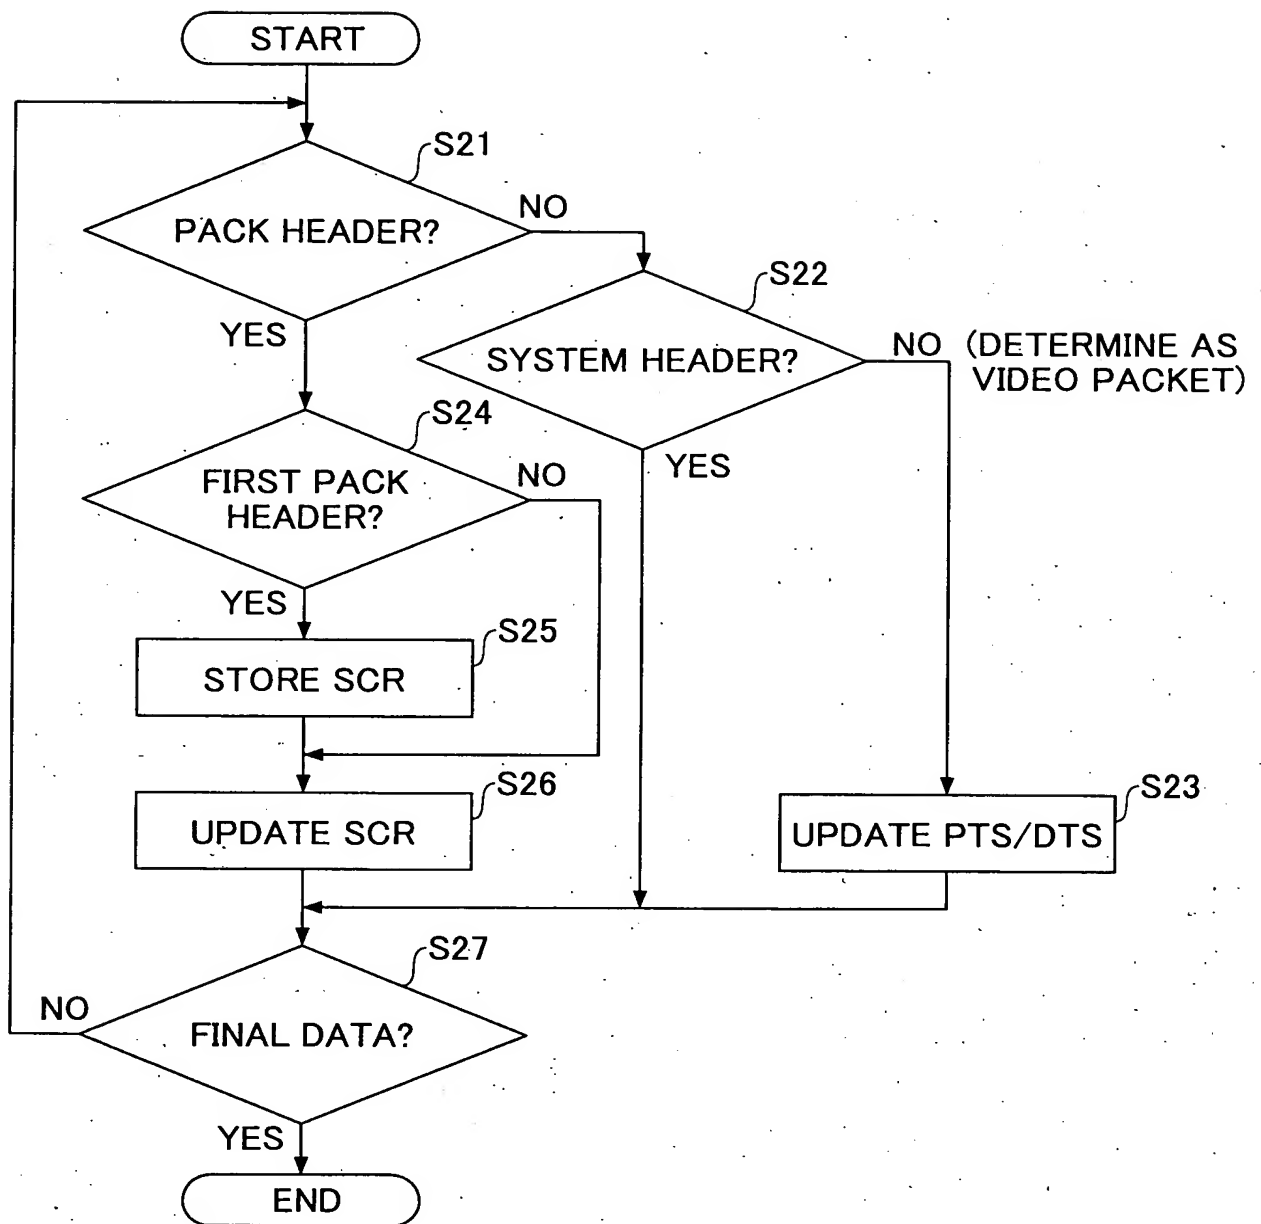 START
S21
PACK HEADER?
NO
YES
S22
SYSTEM HEADER?
NO (DETERMINE AS
VIDEO PACKET)
YES
S24
FIRST PACK
HEADER?
NO
YES
S25
STORE SCR
S26
UPDATE SCR
S23
UPDATE PTS/DTS
S27
FINAL DATA?
NO
YES
END